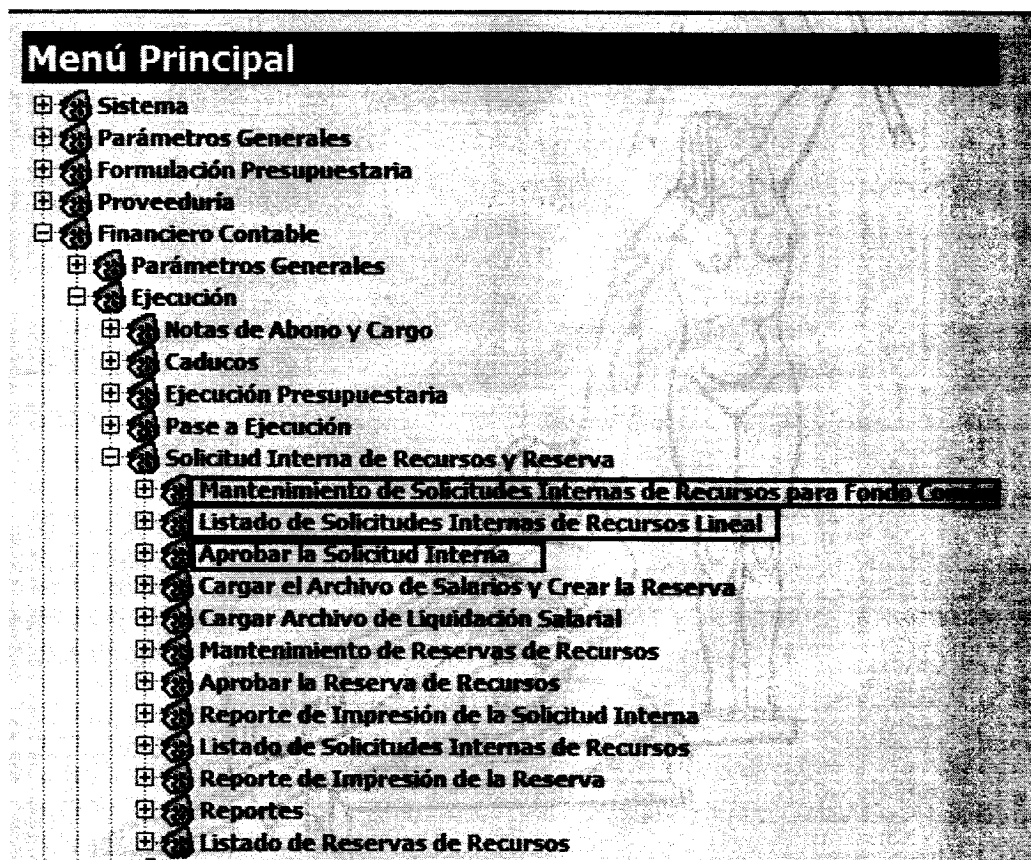 Menú Principal
Sistema
Parámetros Generales
Formulación Presupuestaria
Proveeduría
Financiero Contable
Parámetros Generales
Ejecución
Notas de Abono y Cargo
Caducos
Ejecución Presupuestaria
Pase a Ejecución
Solicitud Interna de Recursos y Reserva
Mantenimiento de Solicitudes Internas de Recursos para Fondo Común
Listado de Solicitudes Internas de Recursos Lineal
Aprobar la Solicitud Interna
Cargar el Archivo de Salarios y Crear la Reserva
Cargar Archivo de Liquidación Salarial
Mantenimiento de Reservas de Recursos
Aprobar la Reserva de Recursos
Reporte de Impresión de la Solicitud Interna
Listado de Solicitudes Internas de Recursos
Reporte de Impresión de la Reserva
Reportes
Listado de Reservas de Recursos